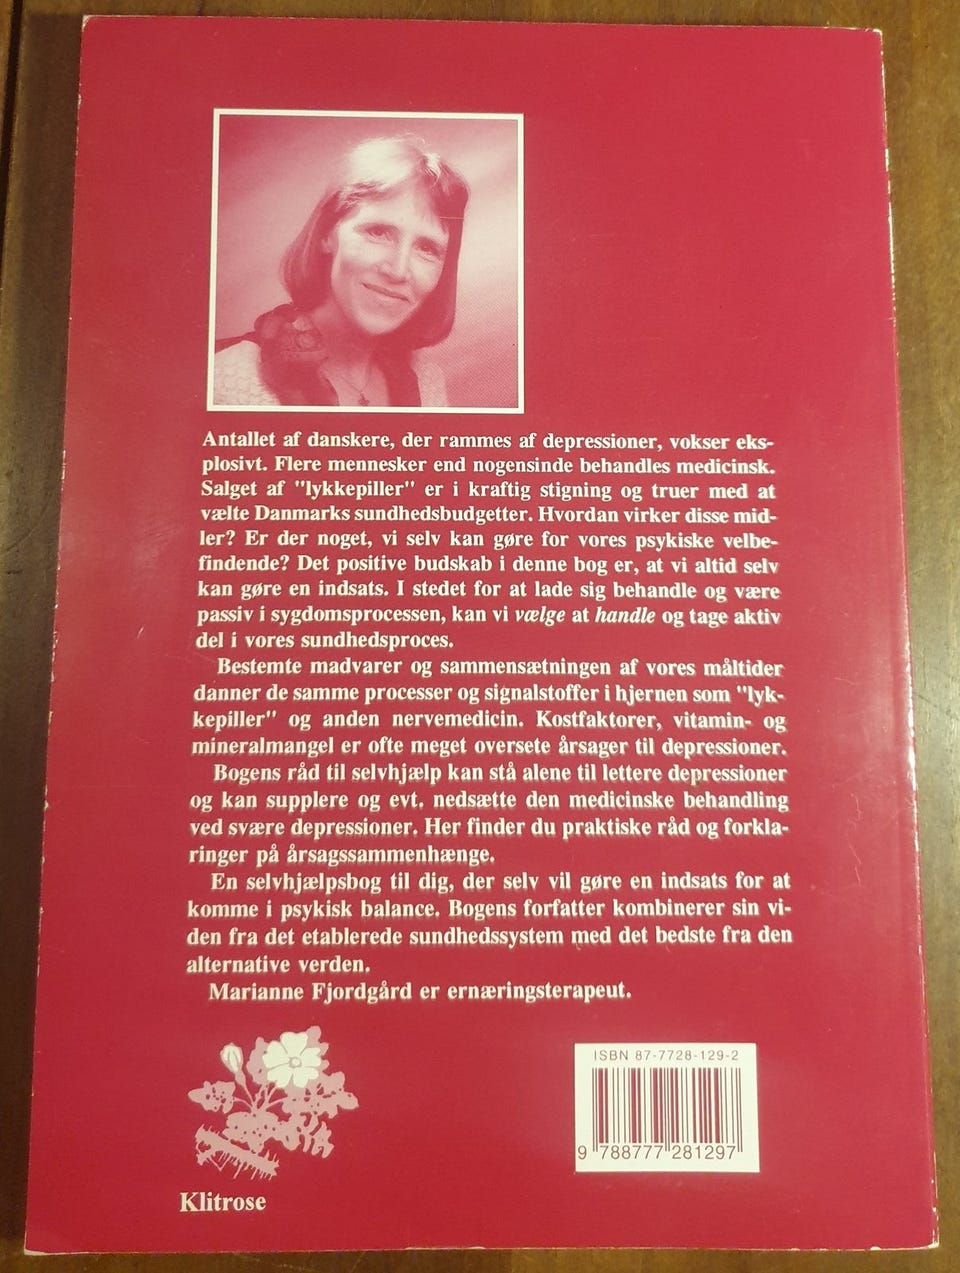 Antallet af danskere, der rammes af depressioner, vokser eks-
plosivt. Flere mennesker end nogensinde behandles medicinsk.
Salget af "lykkepiller" er i kraftig stigning og truer med at
vælte Danmarks sundhedsbudgetter. Hvordan virker disse mid-
ler? Er der noget, vi selv kan gøre for vores psykiske velbe-
findende? Det positive budskab i denne bog er, at vi altid selv
kan gøre en indsats. I stedet for at lade sig behandle og være
passiv i sygdomsprocessen, kan vi vælge at handle og tage aktiv
del i vores sundhedsproces.
Bestemte madvarer og sammensætningen af vores måltider
danner de samme processer og signalstoffer i hjernen som "lyk-
kepiller" og anden nervemedicin. Kostfaktorer, vitamin- og
mineralmangel er ofte meget oversete årsager til depressioner.
Bogens råd til selvhjælp kan stå alene til lettere depressioner
og kan supplere og evt. nedsætte den medicinske behandling
ved svære depressioner. Her finder du praktiske råd og forkla-
ringer på årsagssammenhænge.
En selvhjælpsbog til dig, der selv vil gøre en indsats for at
komme i psykisk balance. Bogens forfatter kombinerer sin vi-
den fra det etablerede sundhedssystem med det bedste fra den
alternative verden.
Marianne Fjordgård er ernæringsterapeut.
Klitrose
ISBN 87-7728-129-2
9 788777 281297